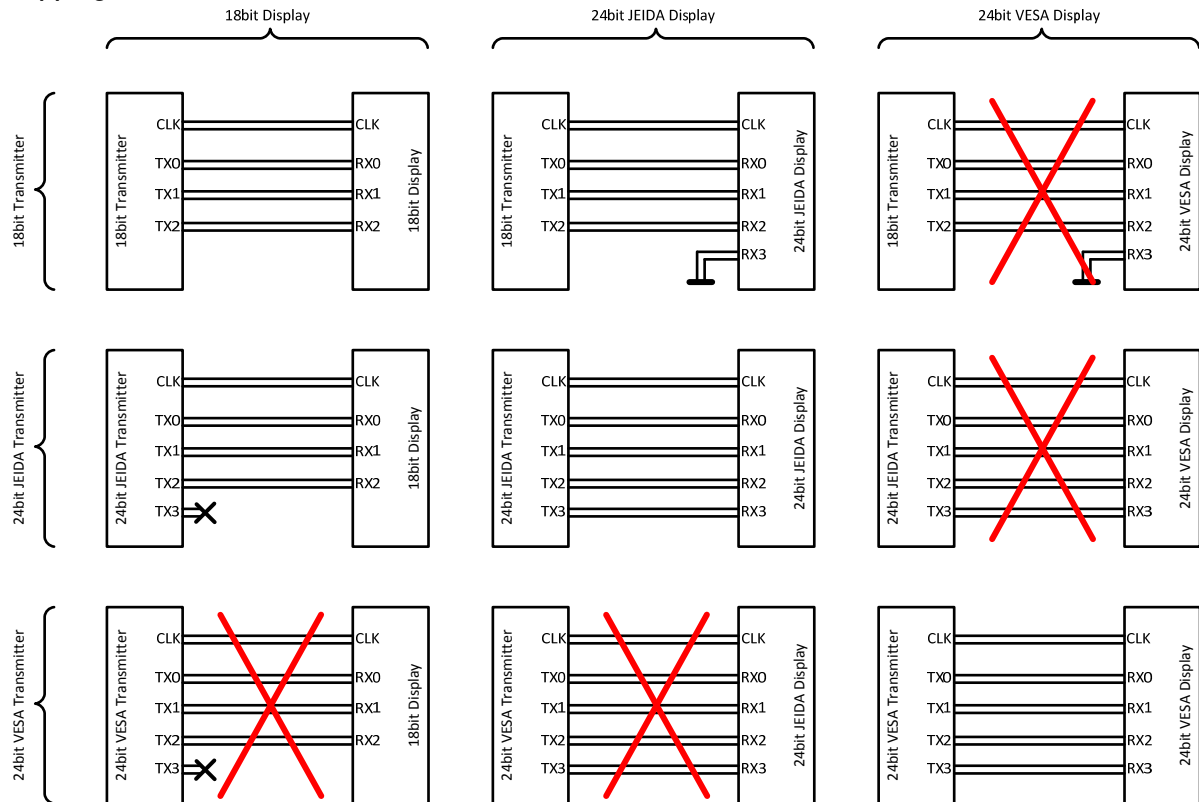 18bit Display
24bit JEIDA Display
24bit VESA Display
18bit Transmitter
18bit Transmitter
CLK
TX0
TX1
TX2
CLK
RX0
RX1
RX2
18bit Display
18bit Transmitter
CLK
TX0
TX1
TX2
CLK
RX0
RX1
RX2
RX3
24bit JEIDA Display
18bit Transmitter
CLK
TX0
TX1
TX2
CLK
RX0
RX1
RX2
RX3
24bit VESA Display
24bit JEIDA Transmitter
24bit JEIDA Transmitter
CLK
TX0
TX1
TX2
TX3
CLK
RX0
RX1
RX2
18bit Display
24bit JEIDA Transmitter
CLK
TX0
TX1
TX2
TX3
CLK
RX0
RX1
RX2
RX3
24bit JEIDA Display
24bit JEIDA Transmitter
CLK
TX0
TX1
TX2
TX3
CLK
RX0
RX1
RX2
RX3
24bit VESA Display
24bit VESA Transmitter
24bit VESA Transmitter
CLK
TX0
TX1
TX2
TX3
CLK
RX0
RX1
RX2
18bit Display
24bit VESA Transmitter
CLK
TX0
TX1
TX2
TX3
CLK
RX0
RX1
RX2
RX3
24bit JEIDA Display
24bit VESA Transmitter
CLK
TX0
TX1
TX2
TX3
CLK
RX0
RX1
RX2
RX3
24bit VESA Display